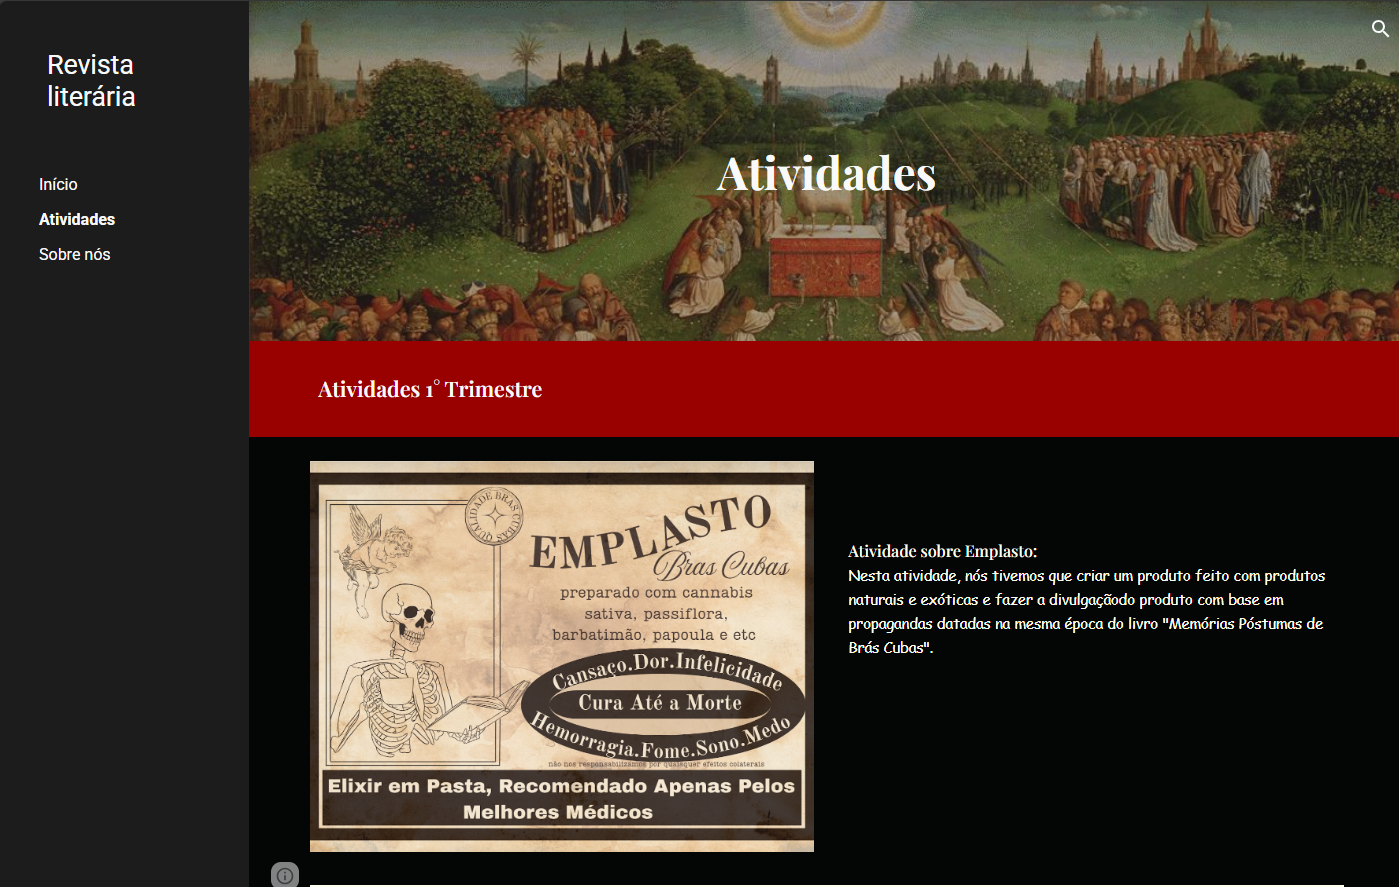 Revista
literária
Início
Atividades
Sobre nós
Atividades
Atividades 1° Trimestre
QUALIDADE BRAS CUBAS
EMPLASTO
Bras Cubas
preparado com cannabis
sativa, passiflora,
barbatimão, papoula e etc
Cansaço.Dor.Infelicidade
Cura Até a Morte
Hemorragia.Fome.Sono.Medo
não nos responsabilizamos por quaisquer efeitos colaterais
Elixir em Pasta, Recomendado Apenas Pelos
Melhores Médicos
Atividade sobre Emplasto:
Nesta atividade, nós tivemos que criar um produto feito com produtos
naturais e exóticas e fazer a divulgaçãodo produto com base em
propagandas datadas na mesma época do livro "Memórias Póstumas de
Brás Cubas".